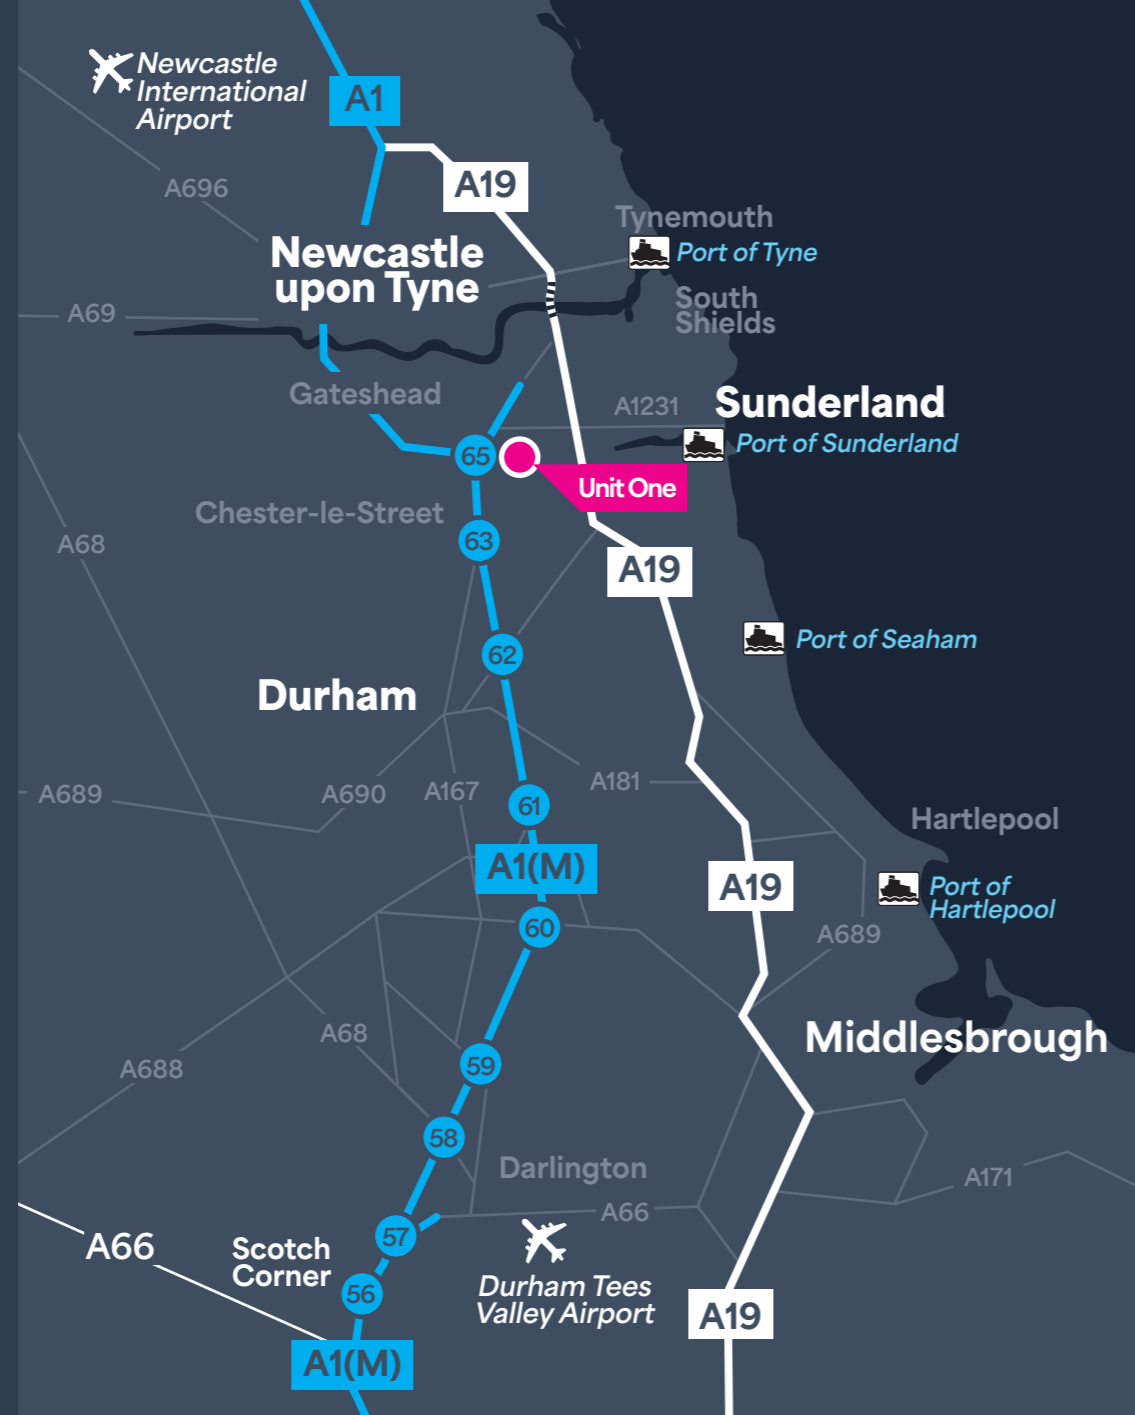 Newcastle
International
Airport
A1
A19
A696
Tynemouth
Port of Tyne
Newcastle
upon Tyne
South
Shields
A69
Gateshead
A1231
Sunderland
Port of Sunderland
65
Unit One
Chester-le-Street
63
A68
A19
Port of Seaham
62
Durham
A181
A689
A690
A167
61
Hartlepool
A1(M)
A19
Port of
Hartlepool
60
A689
A68
Middlesbrough
59
A688
58
Darlington
A171
A66
57
A66
Scotch
Corner
56
Durham Tees
Valley Airport
A19
A1(M)